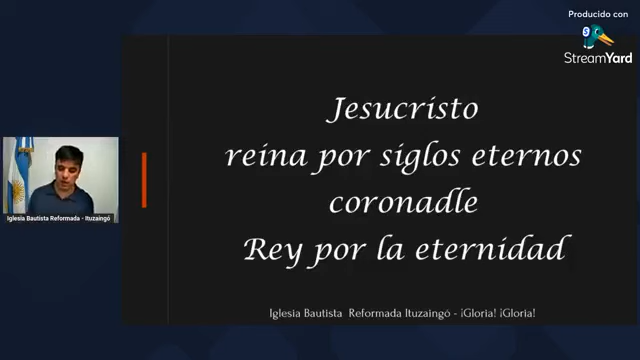 Producido con
StreamYard
Jesucristo
reina por siglos eternos
coronadle
Rey por la eternidad
Iglesia Bautista Reformada - Ituzaingó
Iglesia Bautista Reformada Ituzaingó - ¡Gloria! ¡Gloria!